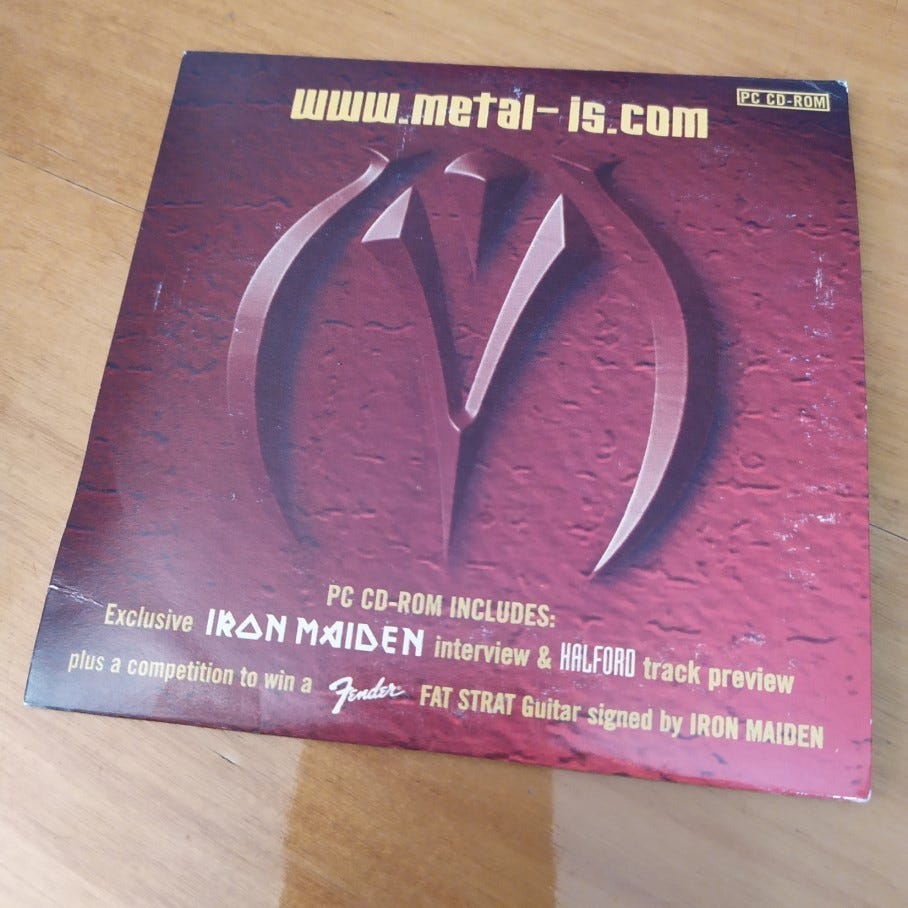 www.metal-is.com
PC CD-ROM
PC CD-ROM INCLUDES:
Exclusive IRON MAIDEN interview & HALFORD track preview
plus a competition to win a Fender FAT STRAT Guitar signed by IRON MAIDEN